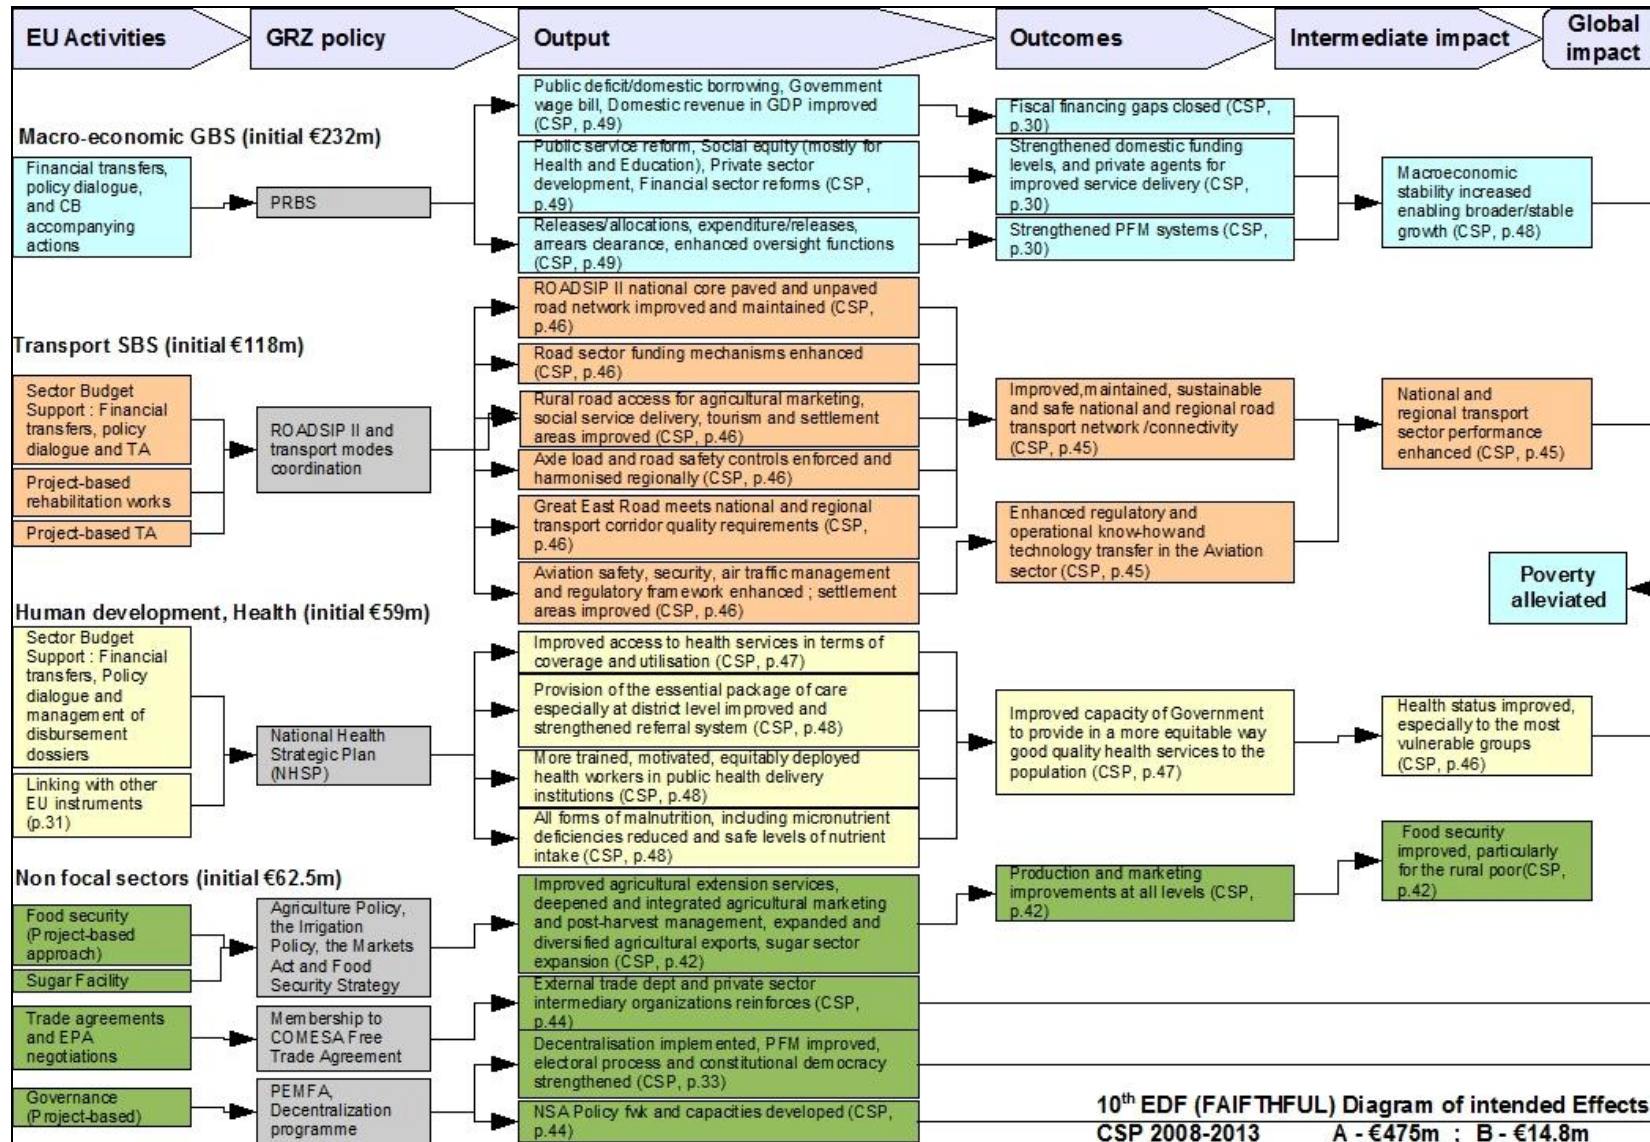 EU Activities
GRZ policy
Output
Outcomes
Intermediate impact
Global
impact
Macro-economic GBS (initial €232m)
Financial transfers,
policy dialogue,
and CB
accompanying
actions
PRBS
Public deficit/domestic borrowing, Government
wage bill, Domestic revenue in GDP improved
(CSP, p.49)
Public service reform, Social equity (mostly for
Health and Education), Private sector
development, Financial sector reforms (CSP,
p.49)
Releases/allocations, expenditure/releases,
arrears clearance, enhanced oversight functions
(CSP, p.49)
Fiscal financing gaps closed (CSP,
p.30)
Strengthened domestic funding
levels, and private agents for
improved service delivery (CSP,
p.30)
Strengthened PFM systems (CSP,
p.30)
Macroeconomic
stability increased
enabling broader/stable
growth (CSP, p.48)
Transport SBS (initial €118m)
Sector Budget
Support : Financial
transfers, policy
dialogue and TA
Project-based
rehabilitation works
Project-based TA
ROADSIP II and
transport modes
coordination
ROADSIP II national core paved and unpaved
road network improved and maintained (CSP,
p.46)
Road sector funding mechanisms enhanced
(CSP, p.46)
Rural road access for agricultural marketing,
social service delivery, tourism and settlement
areas improved (CSP, p.46)
Axle load and road safety controls enforced and
harmonised regionally (CSP, p.46)
Great East Road meets national and regional
transport corridor quality requirements (CSP,
p.46)
Aviation safety, security, air traffic management
and regulatory framework enhanced ; settlement
areas improved (CSP, p.46)
Improved,maintained, sustainable
and safe national and regional road
transport network /connectivity
(CSP, p.45)
Enhanced regulatory and
operational know-how and
technology transfer in the Aviation
sector (CSP, p.45)
National and
regional transport
sector performance
enhanced (CSP, p.45)
Poverty
alleviated
Human development, Health (initial €59m)
Sector Budget
Support : Financial
transfers, Policy
dialogue and
management of
disbursement
dossiers
Linking with other
EU instruments
(p.31)
National Health
Strategic Plan
(NHSP)
Improved access to health services in terms of
coverage and utilisation (CSP, p.47)
Provision of the essential package of care
especially at district level improved and
strengthened referral system (CSP, p.48)
More trained, motivated, equitably deployed
health workers in public health delivery
institutions (CSP, p.48)
All forms of malnutrition, including micronutrient
deficiencies reduced and safe levels of nutrient
intake (CSP, p.48)
Improved capacity of Government
to provide in a more equitable way
good quality health services to the
population (CSP, p.47)
Health status improved,
especially to the most
vulnerable groups
(CSP, p.46)
Non focal sectors (initial €62.5m)
Food security
(Project-based
approach)
Sugar Facility
Agriculture Policy,
the Irrigation
Policy, the Markets
Act and Food
Security Strategy
Improved agricultural extension services,
deepened and integrated agricultural marketing
and post-harvest management, expanded and
diversified agricultural exports, sugar sector
expansion (CSP, p.42)
Production and marketing
improvements at all levels (CSP,
p.42)
Food security
improved, particularly
for the rural poor(CSP,
p.42)
Trade agreements
and EPA
negotiations
Membership to
COMESA Free
Trade Agreement
External trade dept and private sector
intermediary organizations reinforces (CSP,
p.44)
Governance
(Project-based)
PEMFA,
Decentralization
programme
Decentralisation implemented, PFM improved,
electoral process and constitutional democracy
strengthened (CSP, p.33)
NSA Policy fwk and capacities developed (CSP,
p.44)
10th EDF (FAIFTHFUL) Diagram of intended Effects
CSP 2008-2013 A - €475m : B - €14.8m